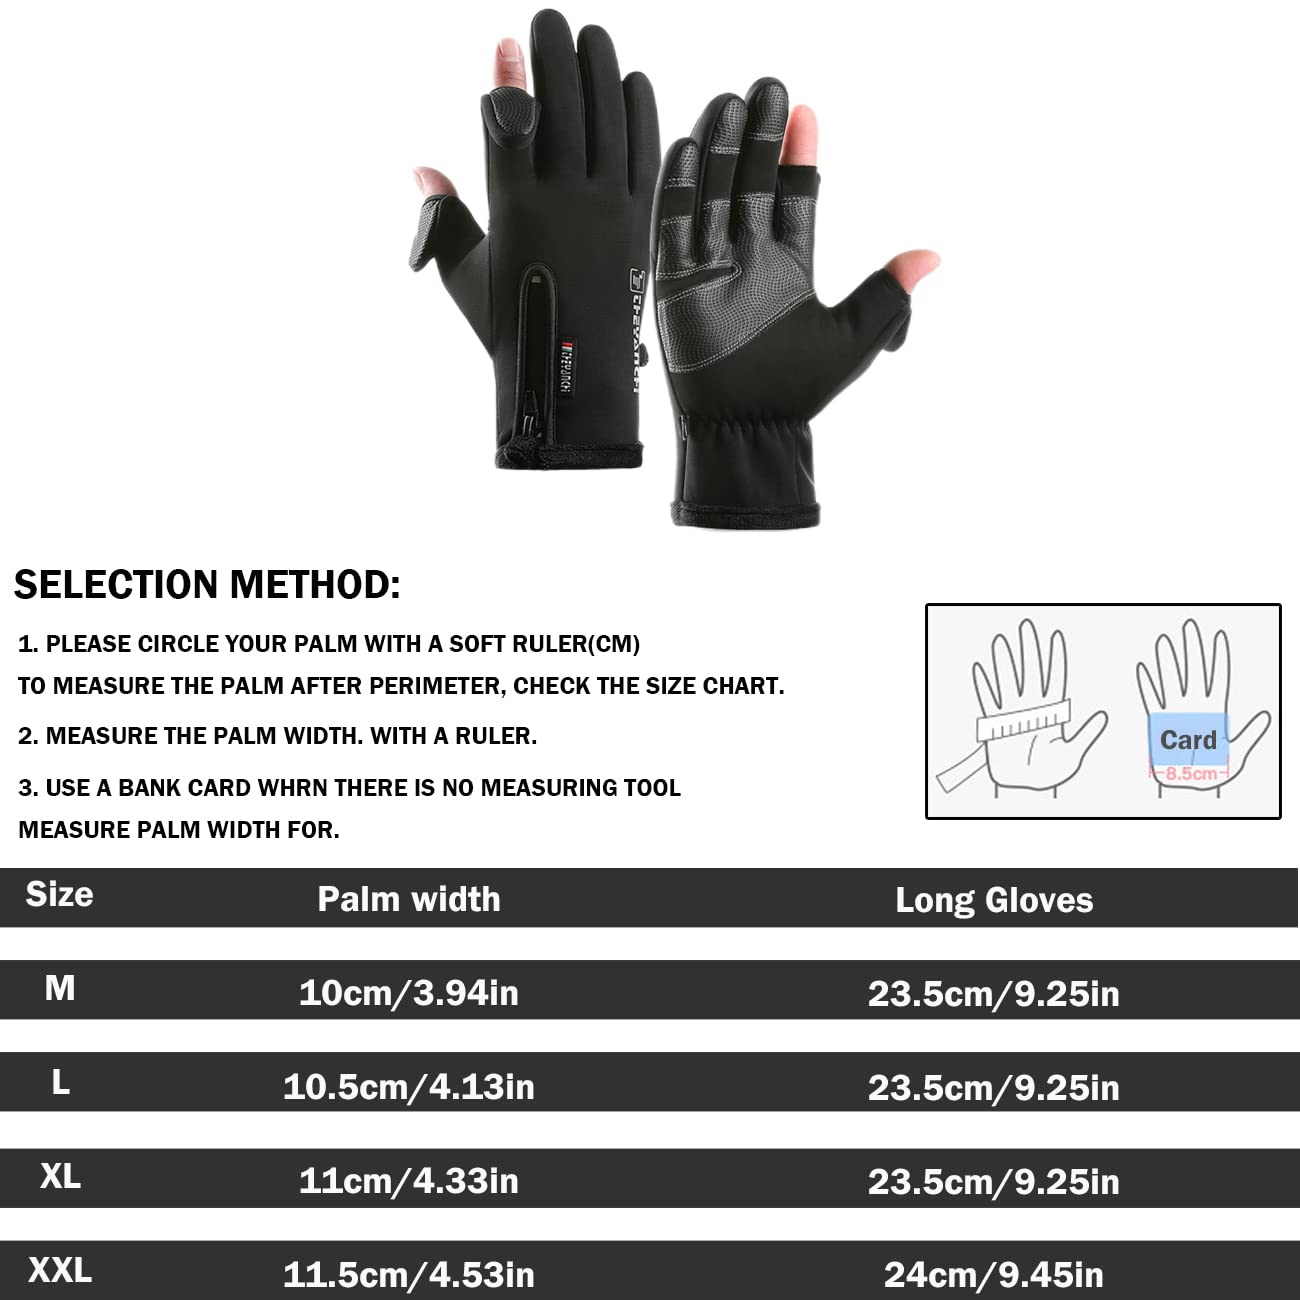 TREYANCHI
SELECTION METHOD:
1. PLEASE CIRCLE YOUR PALM WITH A SOFT RULER(CM)
TO MEASURE THE PALM AFTER PERIMETER, CHECK THE SIZE CHART.
2. MEASURE THE PALM WIDTH. WITH A RULER.
3. USE A BANK CARD WHRN THERE IS NO MEASURING TOOL
MEASURE PALM WIDTH FOR.
Card
8.5cm
Size Palm width Long Gloves
M 10cm/3.94in 23.5cm/9.25in
L 10.5cm/4.13in 23.5cm/9.25in
XL 11cm/4.33in 23.5cm/9.25in
XXL 11.5cm/4.53in 24cm/9.45in